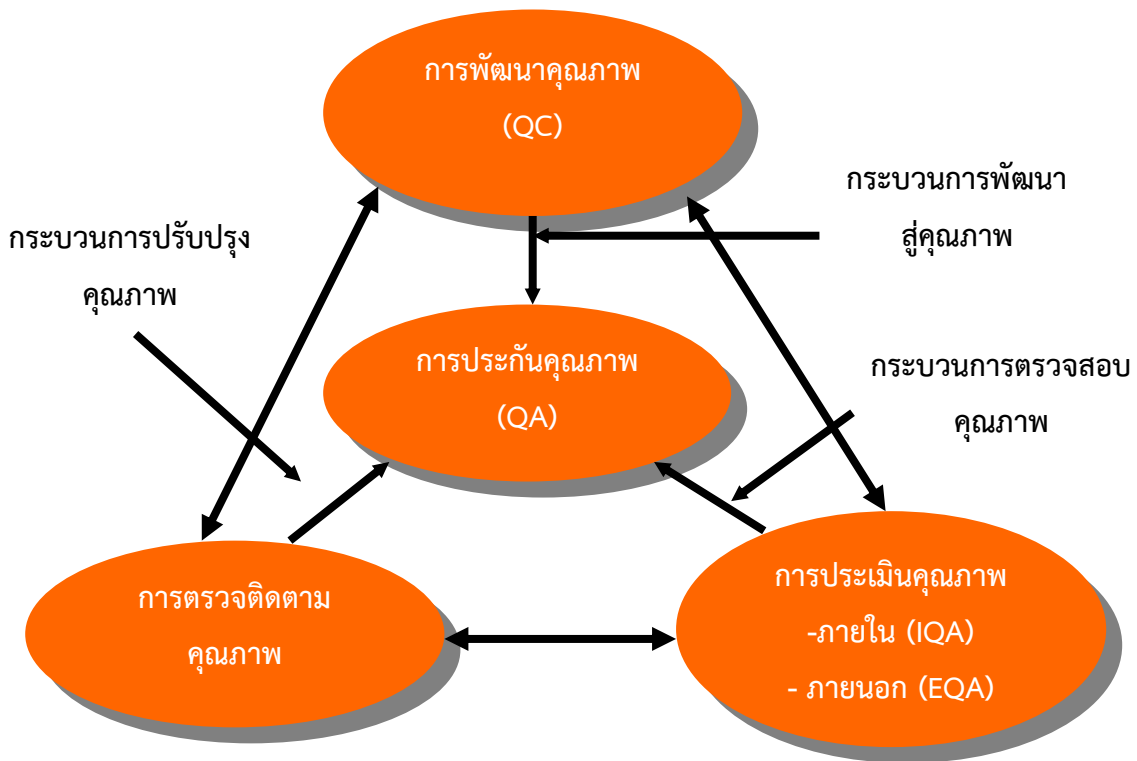 การพัฒนาคุณภาพ
(QC)
กระบวนการพัฒนา
สู่คุณภาพ
กระบวนการปรับปรุง
คุณภาพ
การประกันคุณภาพ
(QA)
กระบวนการตรวจสอบ
คุณภาพ
การตรวจติดตาม
คุณภาพ
การประเมินคุณภาพ
-ภายใน (IQA)
- ภายนอก (EQA)